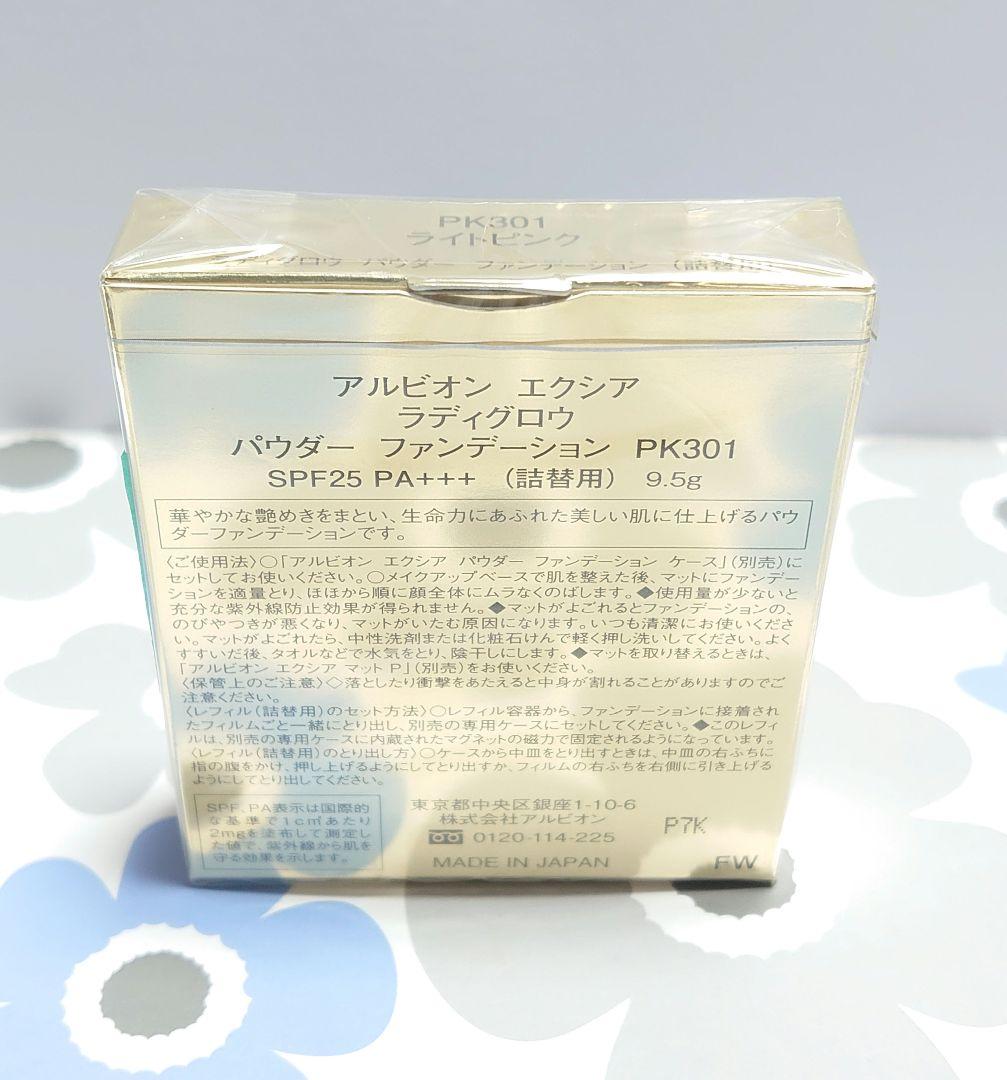 PK301
ライトピンク
ラディグロウ パウダー ファンデーション （詰替用）
アルビオン エクシア
ラディグロウ
パウダー ファンデーション PK301
SPF25 PA+++ （詰替用） 9.5g
華やかな艶めきをまとい、生命力にあふれた美しい肌に仕上げるパウ
ダーファンデーションです。
〈ご使用法〉○「アルビオン エクシア パウダー ファンデーション ケース」（別売）に
セットしてお使いください。○メイクアップベースで肌を整えた後、マットにファンデー
ションを適量とり、ほほから順に顔全体にムラなくのばします。◆使用量が少ないと
充分な紫外線防止効果が得られません。◆マットがよごれるとファンデーションの、
のびやつきが悪くなり、マットがいたむ原因になります。いつも清潔にお使いくださ
い。マットがよごれたら、中性洗剤または化粧石けんで軽く押し洗いしてください。よく
すすいだ後、タオルなどで水気をとり、陰干しにします。◆マットを取り替えるときは、
「アルビオン エクシア マット P」（別売）をお使いください。
〈保管上のご注意〉◇落としたり衝撃をあたえると中身が割れることがありますのでご
注意ください。
〈レフィル（詰替用）のセット方法〉○レフィル容器から、ファンデーションに接着され
たフィルムごと一緒にとり出し、別売の専用ケースにセットしてください。◆このレフィ
ルは、別売の専用ケースに内蔵されたマグネットの磁力で固定されるようになっています。
〈レフィル（詰替用）のとり出し方〉○ケースから中皿をとり出すときは、中皿の右ふちに
指の腹をかけ、押し上げるようにしてとり出すか、フィルムの右ふちを右側に引き上げる
ようにしてとり出してください。
SPF、PA表示は国際的
な基準で1c㎡あたり
2mgを塗布して測定し
た値で、紫外線から肌を
守る効果を示します。
東京都中央区銀座1-10-6
株式会社アルビオン
0120-114-225
MADE IN JAPAN
P7K
FW